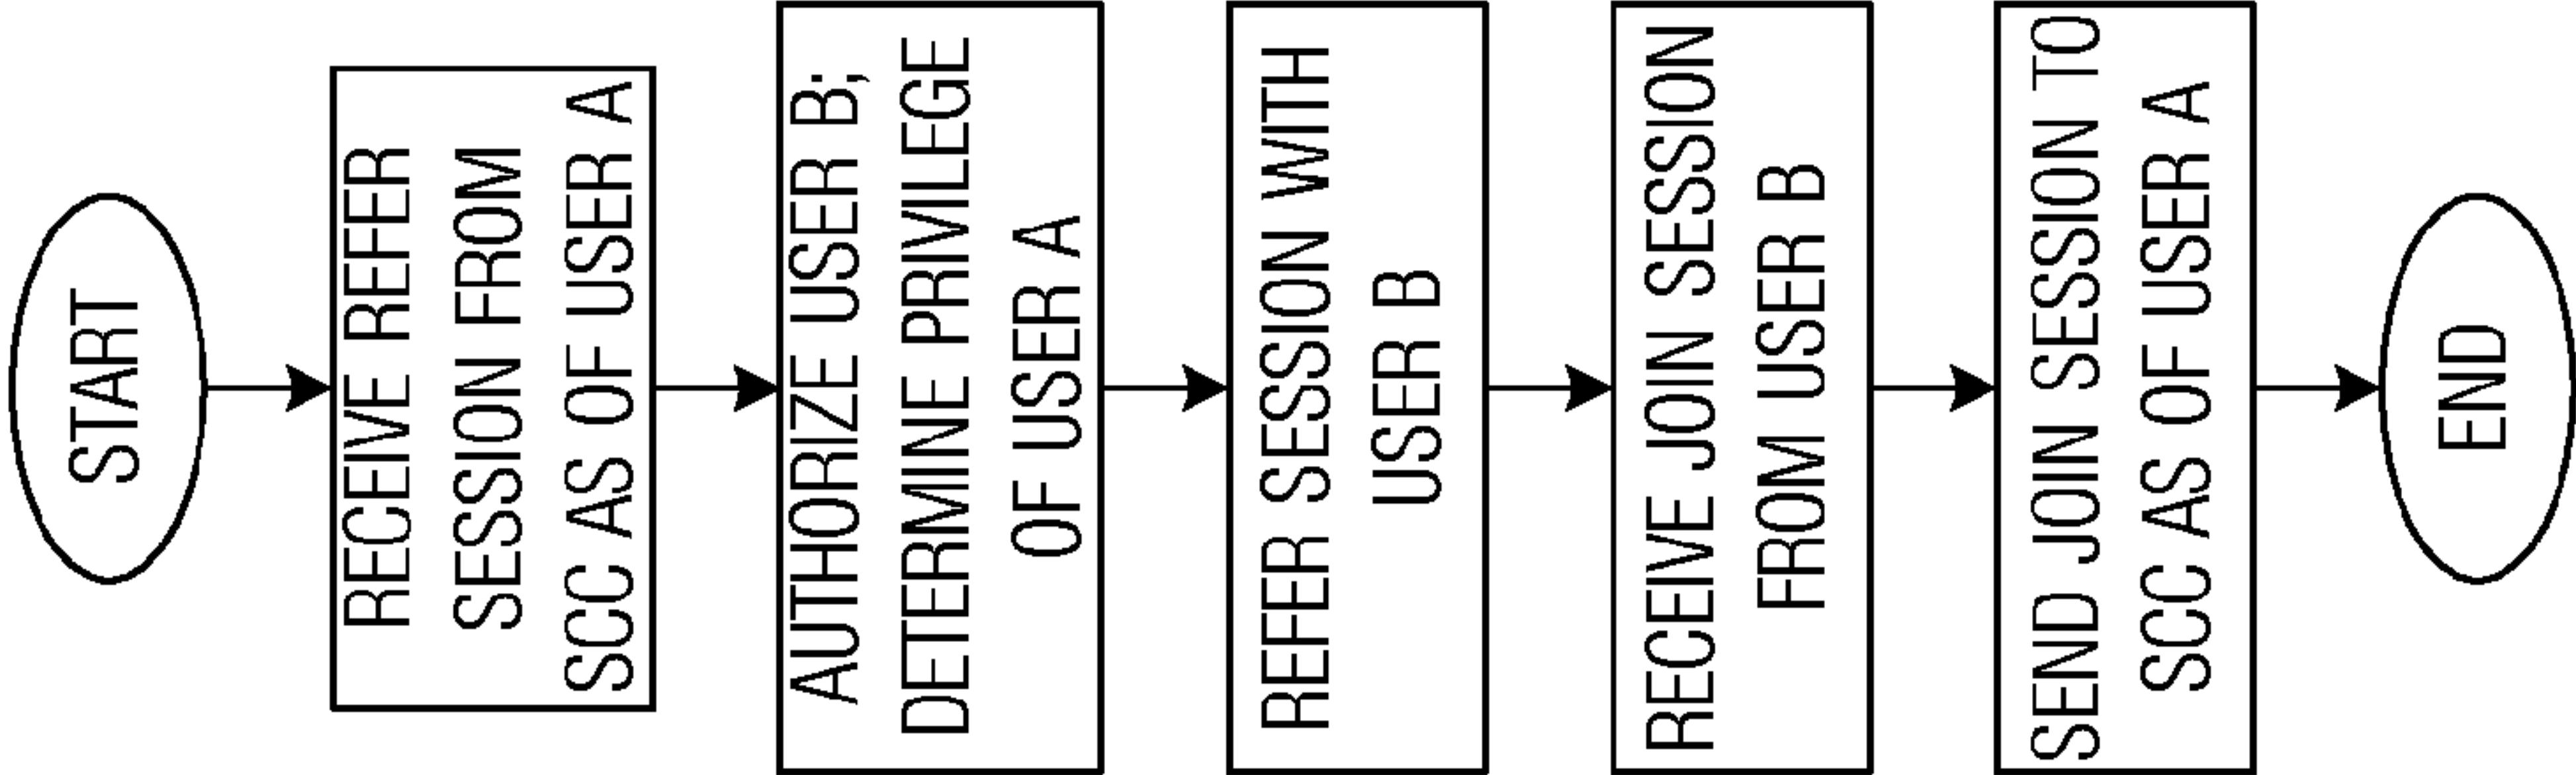 START
RECEIVE REFER
SESSION FROM
SCC AS OF USER A
AUTHORIZE USER B;
DETERMINE PRIVILEGE
OF USER A
REFER SESSION WITH
USER B
RECEIVE JOIN SESSION
FROM USER B
SEND JOIN SESSION TO
SCC AS OF USER A
END